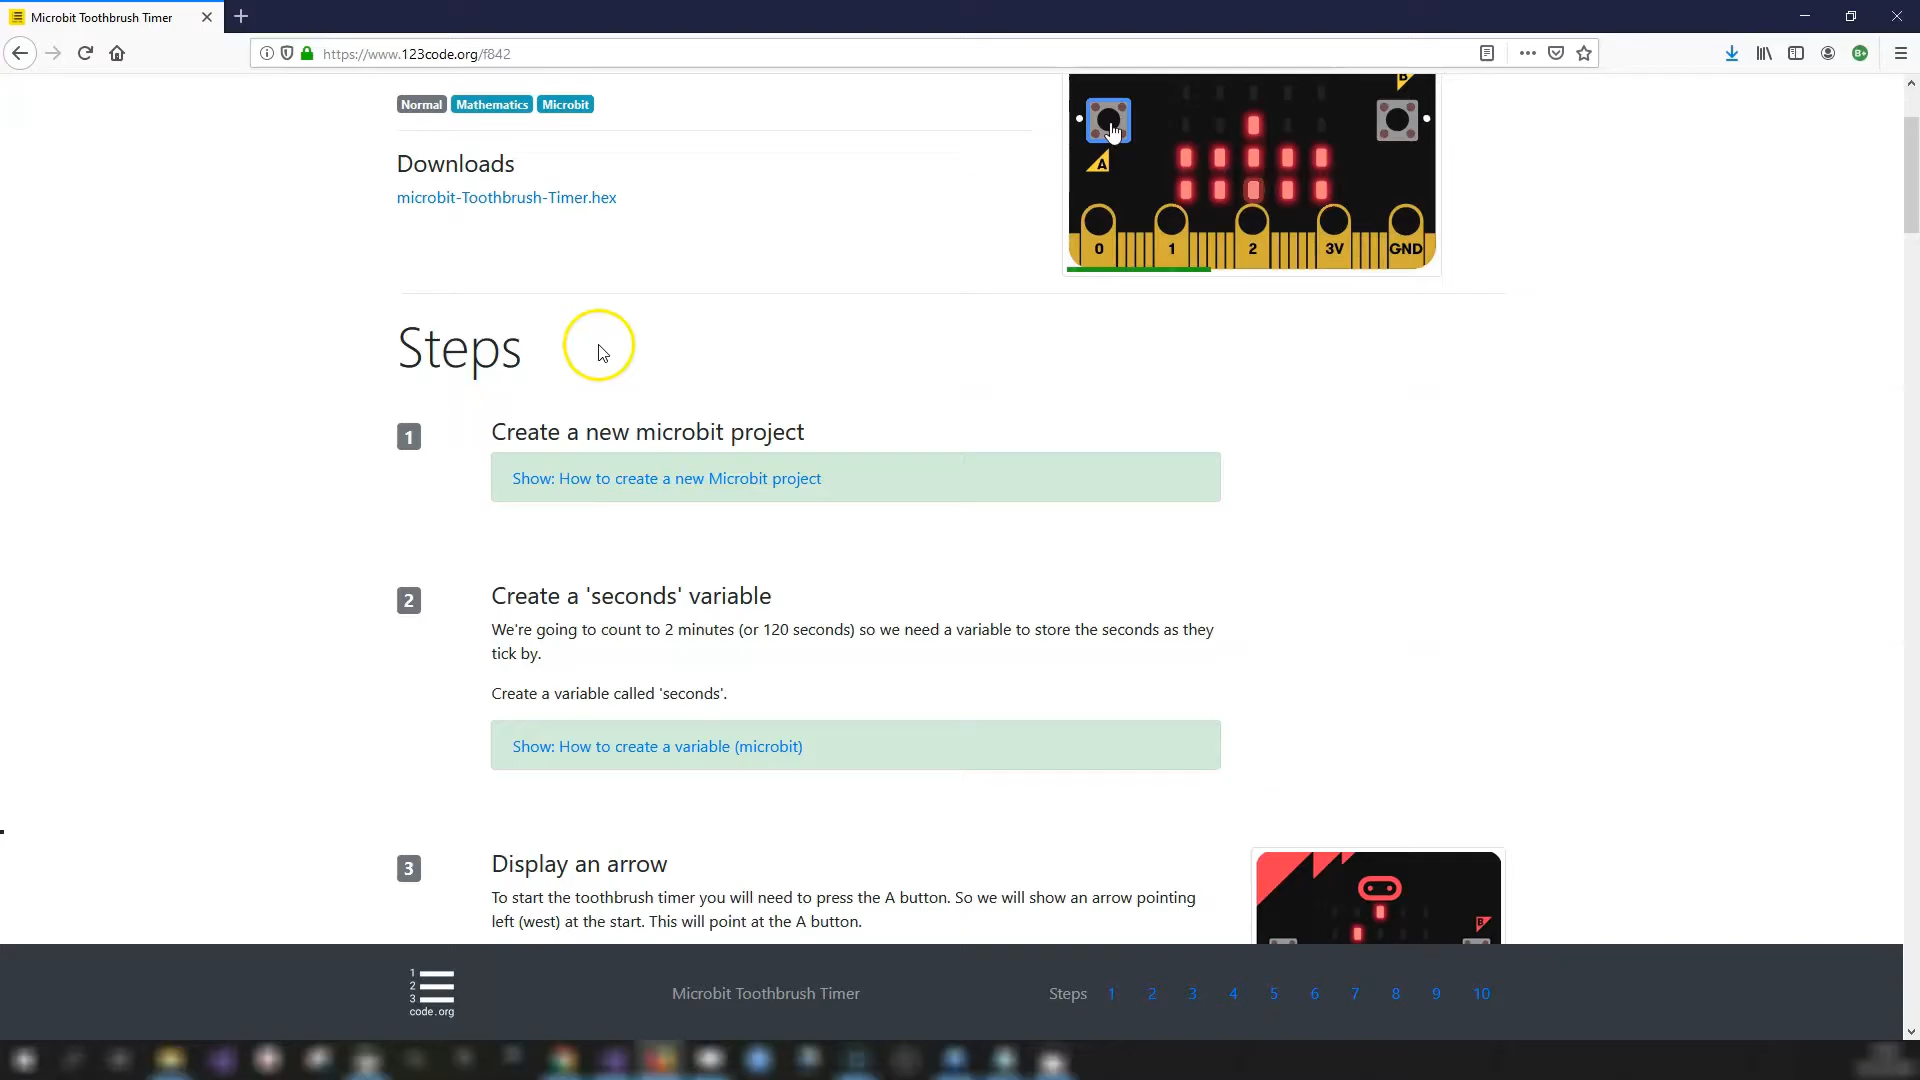 Microbit Toothbrush Timer
https://www.123code.org/f842
Normal Mathematics Microbit
Downloads
microbit-Toothbrush-Timer.hex
B
A
0 1 2 3V GND
Steps
1
Create a new microbit project
Show: How to create a new Microbit project
2
Create a 'seconds' variable
We're going to count to 2 minutes (or 120 seconds) so we need a variable to store the seconds as they
tick by.
Create a variable called 'seconds'.
Show: How to create a variable (microbit)
3
Display an arrow
To start the toothbrush timer you will need to press the A button. So we will show an arrow pointing
left (west) at the start. This will point at the A button.
B
1
2
3
code.org
Microbit Toothbrush Timer
Steps 1 2 3 4 5 6 7 8 9 10